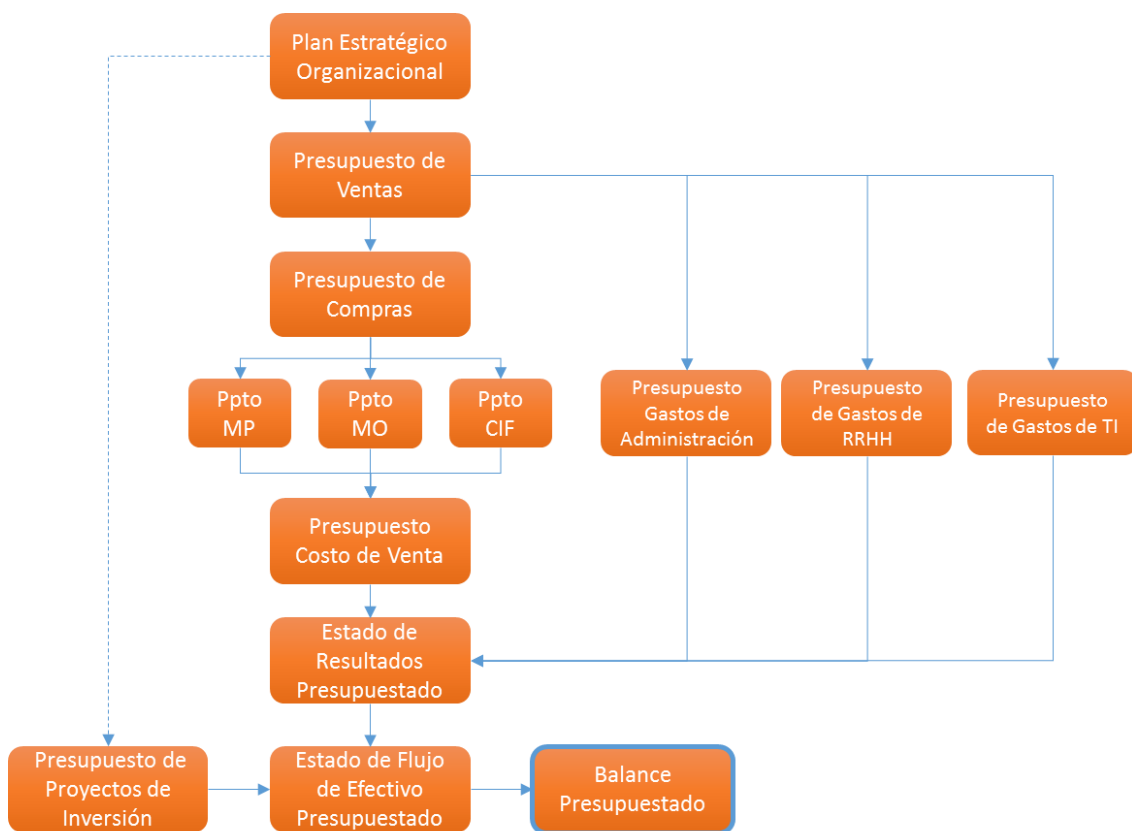 Plan Estratégico
Organizacional
Presupuesto de
Ventas
Presupuesto de
Compras
Ppto
MP
Ppto
MO
Ppto
CIF
Presupuesto
Gastos de
Administración
Presupuesto
de Gastos de
RRHH
Presupuesto
de Gastos de TI
Presupuesto
Costo de Venta
Estado de
Resultados
Presupuestado
Presupuesto de
Proyectos de
Inversión
Estado de Flujo
de Efectivo
Presupuestado
Balance
Presupuestado